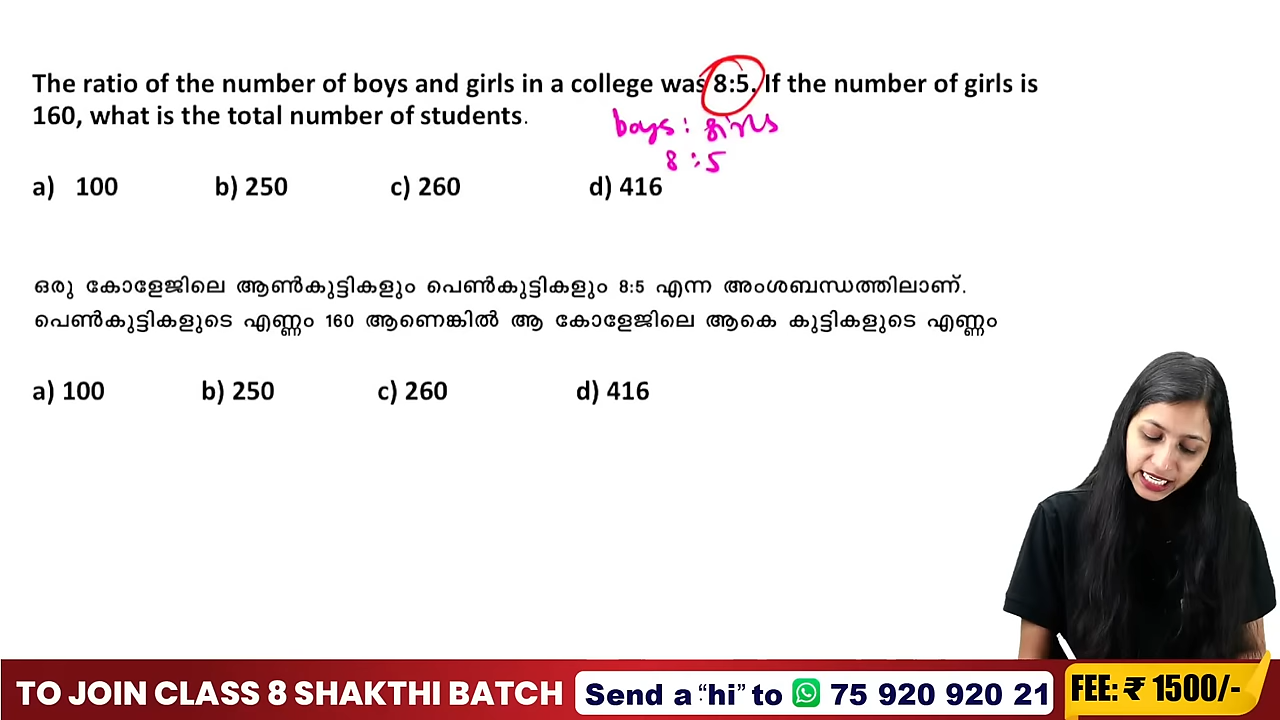 The ratio of the number of boys and girls in a college was 8:5. If the number of girls is
160, what is the total number of students.
boys : girls
8 : 5
a) 100 b) 250 c) 260 d) 416
ഒരു കോളേജിലെ ആൺകുട്ടികളും പെൺകുട്ടികളും 8:5 എന്ന അംശബന്ധത്തിലാണ്.
പെൺകുട്ടികളുടെ എണ്ണം 160 ആണെങ്കിൽ ആ കോളേജിലെ ആകെ കുട്ടികളുടെ എണ്ണം
a) 100 b) 250 c) 260 d) 416
TO JOIN CLASS 8 SHAKTHI BATCH Send a “hi” to 75 920 920 21 FEE: ₹ 1500/-